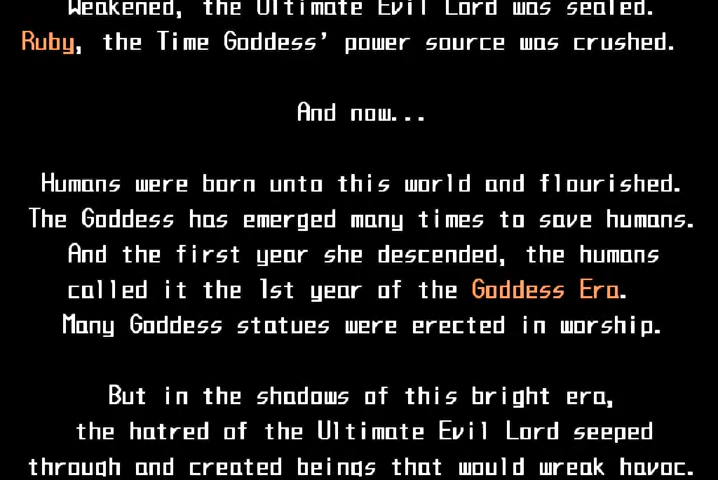 Weakened, the Ultimate Evil Lord was sealed.
Ruby, the Time Goddess' power source was crushed.
And now...
Humans were born unto this world and flourished.
The Goddess has emerged many times to save humans.
And the first year she descended, the humans
called it the 1st year of the Goddess Era.
Many Goddess statues were erected in worship.
But in the shadows of this bright era,
the hatred of the Ultimate Evil Lord seeped
through and created beings that would wreak havoc.